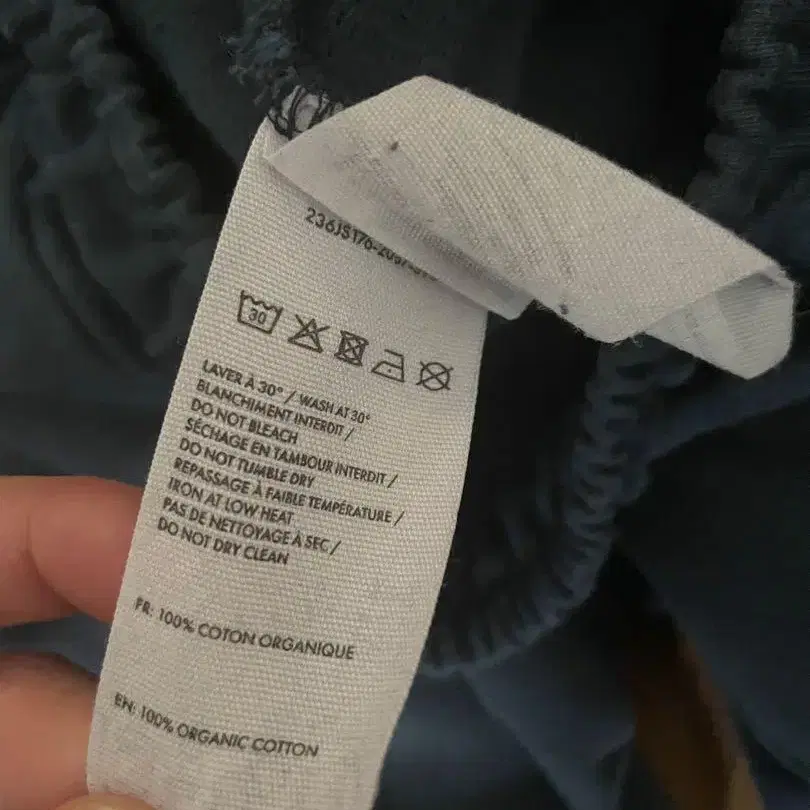 30
LAVER À 30° / WASH AT 30°
BLANCHIMENT INTERDIT /
DO NOT BLEACH
SÉCHAGE EN TAMBOUR INTERDIT /
DO NOT TUMBLE DRY
REPASSAGE À FAIBLE TEMPÉRATURE /
IRON AT LOW HEAT
PAS DE NETTOYAGE À SEC /
DO NOT DRY CLEAN
FR: 100% COTON ORGANIQUE
EN: 100% ORGANIC COTTON